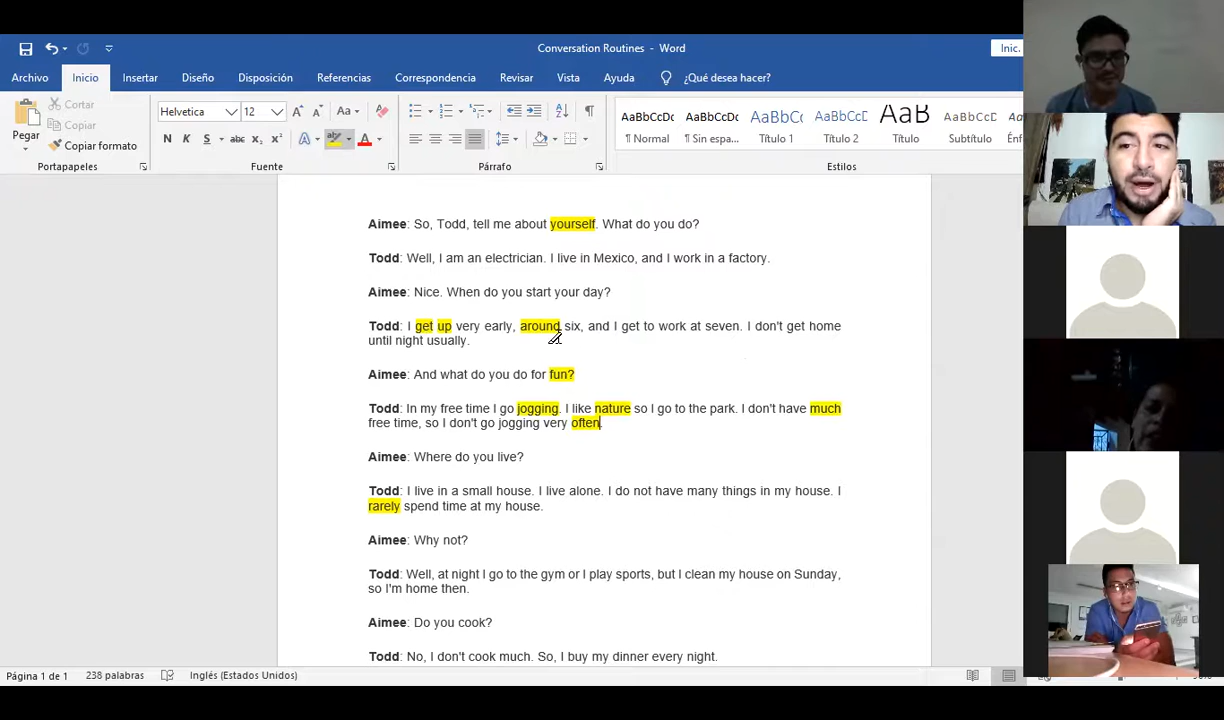 Conversation Routines - Word
Inic.
Archivo Inicio Insertar Diseño Disposición Referencias Correspondencia Revisar Vista Ayuda ¿Qué desea hacer?
Pegar
Cortar
Copiar
Copiar formato
Portapapeles
Helvetica 12 Aa
N K S abc x₂ x² A A
Fuente
Párrafo
AaBbCcDc AaBbCcDc AaBbCc AaBbCcC AaB AaBbCcD AaBbCcDc
¶ Normal ¶ Sin espa... Título 1 Título 2 Título Subtítulo
Estilos
Aimee: So, Todd, tell me about yourself. What do you do?
Todd: Well, I am an electrician. I live in Mexico, and I work in a factory.
Aimee: Nice. When do you start your day?
Todd: I get up very early, around six, and I get to work at seven. I don't get home
until night usually.
Aimee: And what do you do for fun?
Todd: In my free time I go jogging. I like nature so I go to the park. I don't have much
free time, so I don't go jogging very often.
Aimee: Where do you live?
Todd: I live in a small house. I live alone. I do not have many things in my house. I
rarely spend time at my house.
Aimee: Why not?
Todd: Well, at night I go to the gym or I play sports, but I clean my house on Sunday,
so I'm home then.
Aimee: Do you cook?
Todd: No, I don't cook much. So, I buy my dinner every night.
Página 1 de 1 238 palabras Inglés (Estados Unidos)